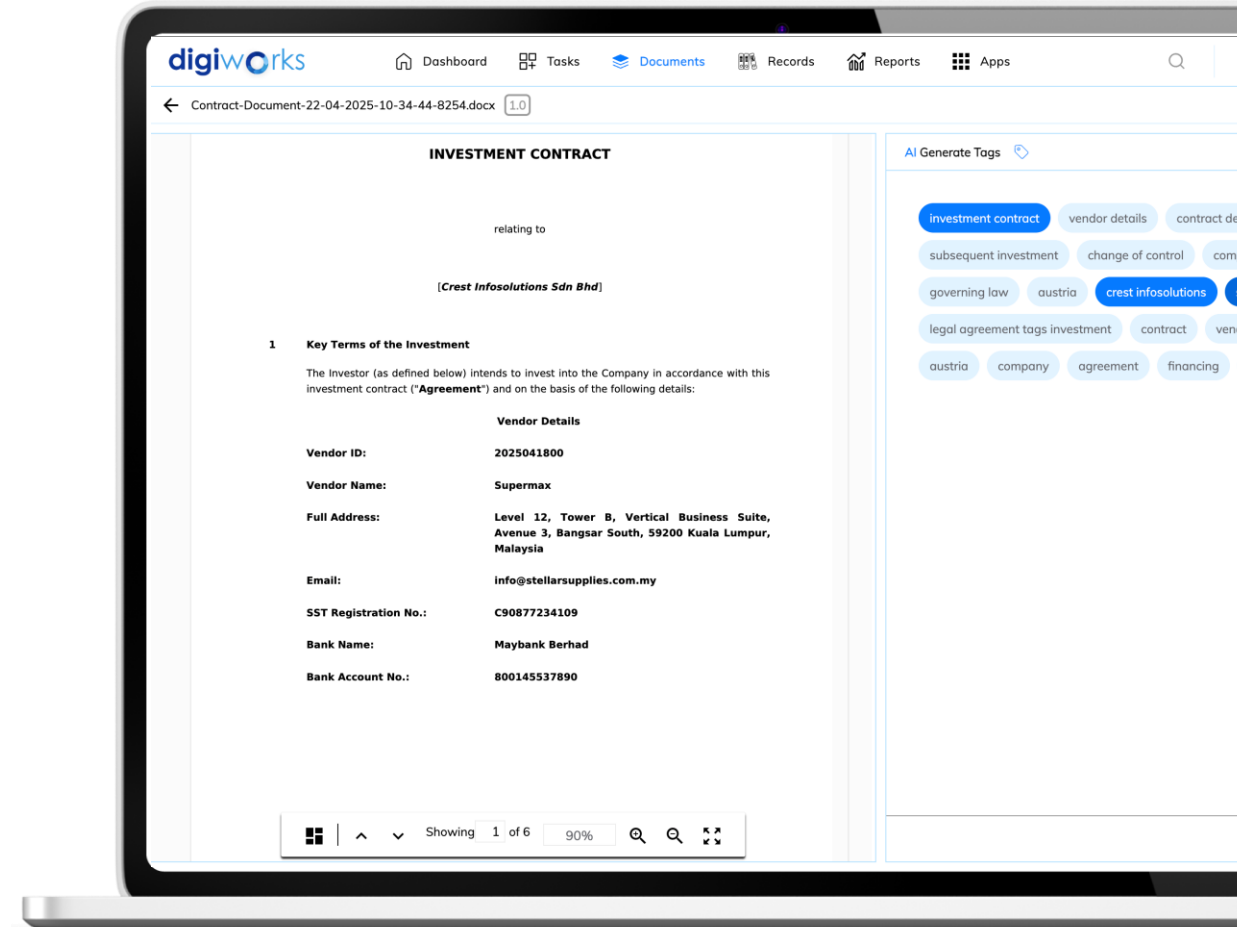 digiworks
Dashboard Tasks Documents Records Reports Apps
Contract-Document-22-04-2025-10-34-44-8254.docx 1.0
INVESTMENT CONTRACT
relating to
[Crest Infosolutions Sdn Bhd]
1 Key Terms of the Investment
The Investor (as defined below) intends to invest into the Company in accordance with this
investment contract ("Agreement") and on the basis of the following details:
Vendor Details
Vendor ID: 2025041800
Vendor Name: Supermax
Full Address: Level 12, Tower B, Vertical Business Suite,
Avenue 3, Bangsar South, 59200 Kuala Lumpur,
Malaysia
Email: info@stellarsupplies.com.my
SST Registration No.: C90877234109
Bank Name: Maybank Berhad
Bank Account No.: 800145537890
Showing 1 of 6 90%
AI Generate Tags
investment contract vendor details contract de
subsequent investment change of control com
governing law austria crest infosolutions
legal agreement tags investment contract ven
austria company agreement financing